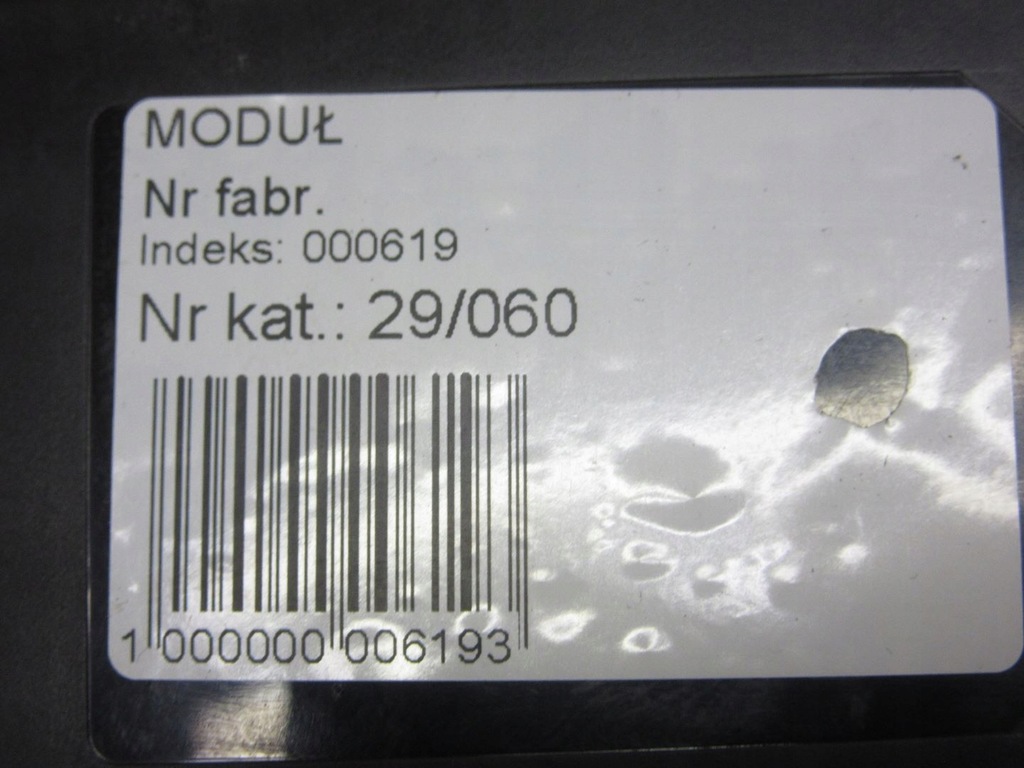 MODUŁ
Nr fabr.
Indeks: 000619
Nr kat.: 29/060
1 000000 006193